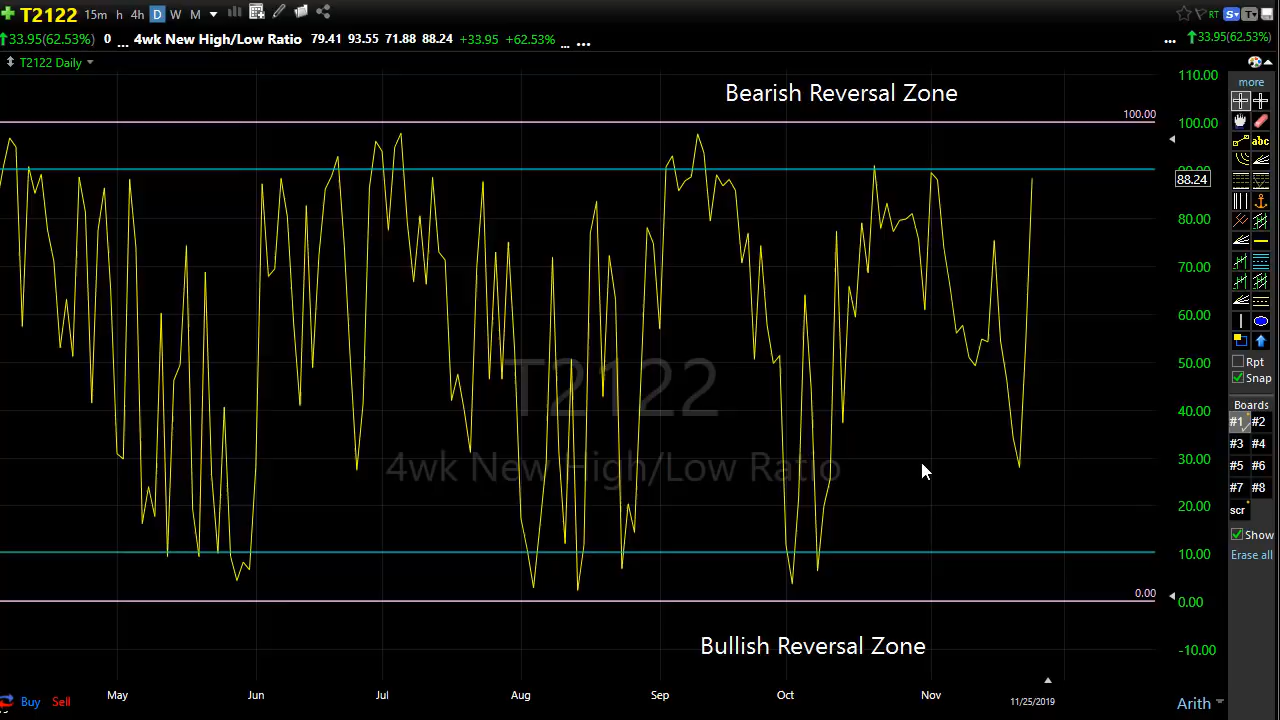 T2122 15m h 4h D W M RT S T
33.95(62.53%) 0 ... 4wk New High/Low Ratio 79.41 93.55 71.88 88.24 +33.95 +62.53% ... ... ... 33.95(62.53%)
T2122 Daily
more
Bearish Reversal Zone
110.00
100.00
100.00
abc
88.24
80.00
70.00
60.00
50.00
40.00
30.00
20.00
10.00
0.00
0.00
-10.00
T2122
4wk New High/Low Ratio
Bullish Reversal Zone
Rpt
Snap
Boards
#1 #2
#3 #4
#5 #6
#7 #8
scr
Show
Erase all
May Jun Jul Aug Sep Oct Nov
Buy Sell
11/25/2019
Arith